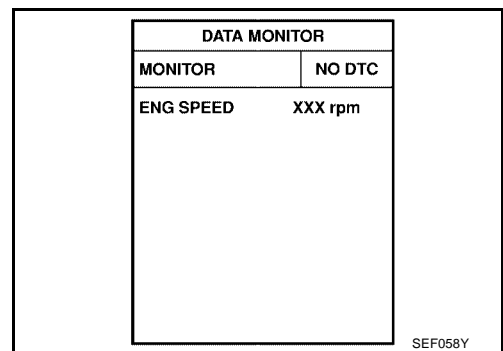 DATA MONITOR
MONITOR NO DTC
ENG SPEED XXX rpm
SEF058Y